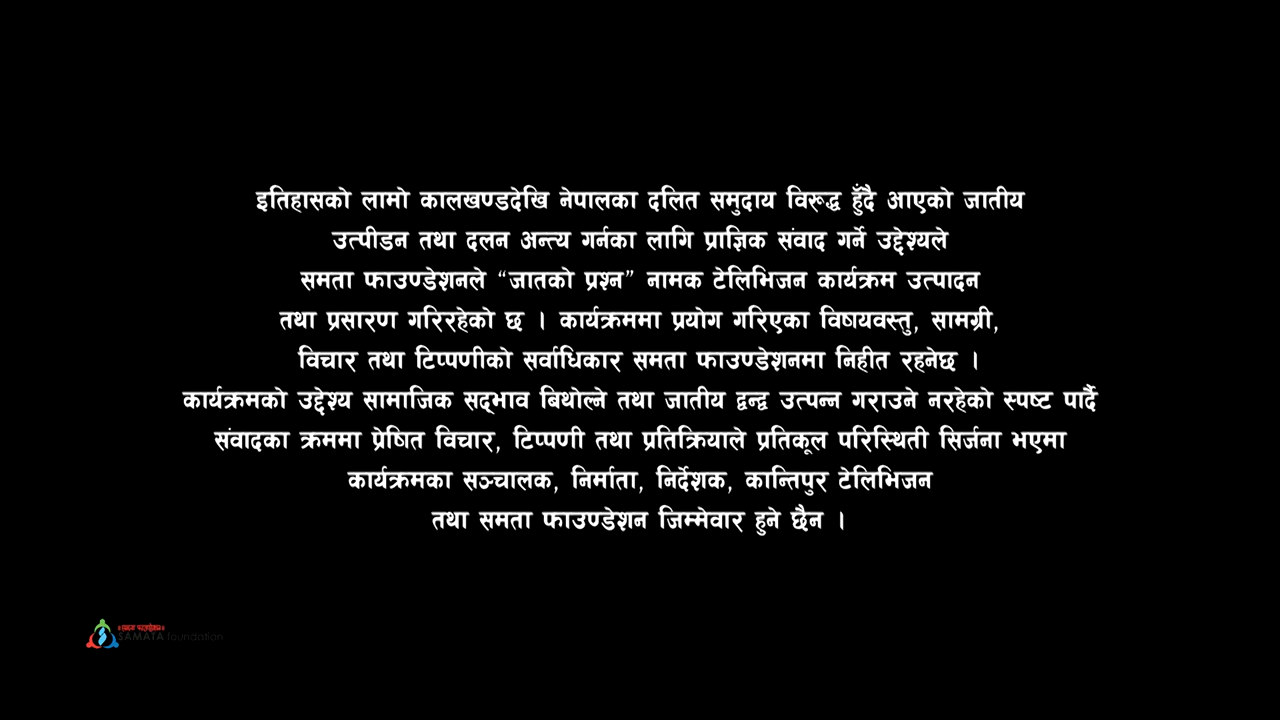 इतिहासको लामो कालखण्डदेखि नेपालका दलित समुदाय विरूद्ध हुँदै आएको जातीय
उत्पीडन तथा दलन अन्त्य गर्नका लागि प्राज्ञिक संवाद गर्ने उद्देश्यले
समता फाउण्डेशनले “जातको प्रश्न” नामक टेलिभिजन कार्यक्रम उत्पादन
तथा प्रसारण गरिरहेको छ । कार्यक्रममा प्रयोग गरिएका विषयवस्तु, सामग्री,
विचार तथा टिप्पणीको सर्वाधिकार समता फाउण्डेशनमा निहीत रहनेछ ।
कार्यक्रमको उद्देश्य सामाजिक सद्‌भाव बिथोल्ने तथा जातीय द्वन्द्व उत्पन्न गराउने नरहेको स्पष्ट पार्दै
संवादका क्रममा प्रेषित विचार, टिप्पणी तथा प्रतिक्रियाले प्रतिकूल परिस्थिती सिर्जना भएमा
कार्यक्रमका सञ्चालक, निर्माता, निर्देशक, कान्तिपुर टेलिभिजन
तथा समता फाउण्डेशन जिम्मेवार हुने छैन ।
SAMATA foundation